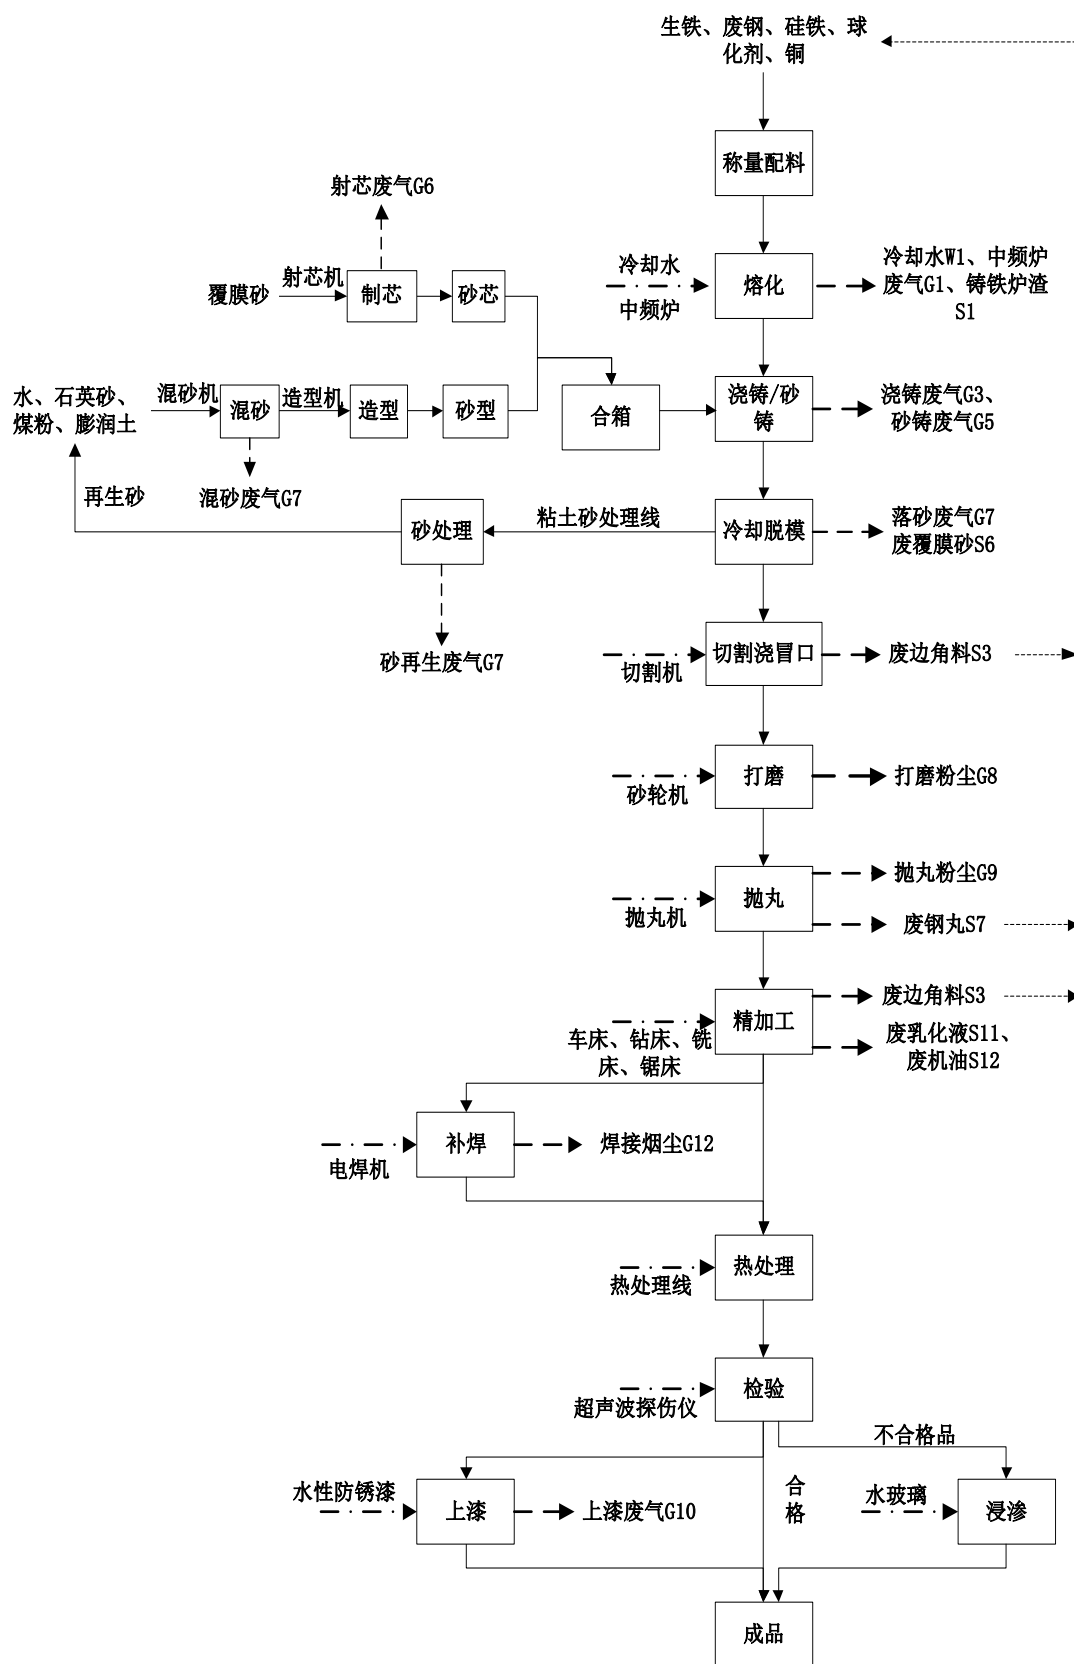 生铁、废钢、硅铁、球
化剂、铜
称量配料
射芯废气G6
冷却水
中频炉
熔化
冷却水W1、中频炉
废气G1、铸铁炉渣
S1
覆膜砂
射芯机
制芯
砂芯
水、石英砂、
煤粉、膨润土
混砂机
混砂
造型机
造型
砂型
合箱
浇铸/砂
铸
浇铸废气G3、
砂铸废气G5
再生砂
混砂废气G7
砂处理
粘土砂处理线
冷却脱模
落砂废气G7
废覆膜砂S6
砂再生废气G7
切割机
切割浇冒口
废边角料S3
砂轮机
打磨
打磨粉尘G8
抛丸机
抛丸
抛丸粉尘G9
废钢丸S7
车床、钻床、铣
床、锯床
精加工
废边角料S3
废乳化液S11、
废机油S12
电焊机
补焊
焊接烟尘G12
热处理线
热处理
超声波探伤仪
检验
不合格品
水性防锈漆
上漆
上漆废气G10
合
格
水玻璃
浸渗
成品